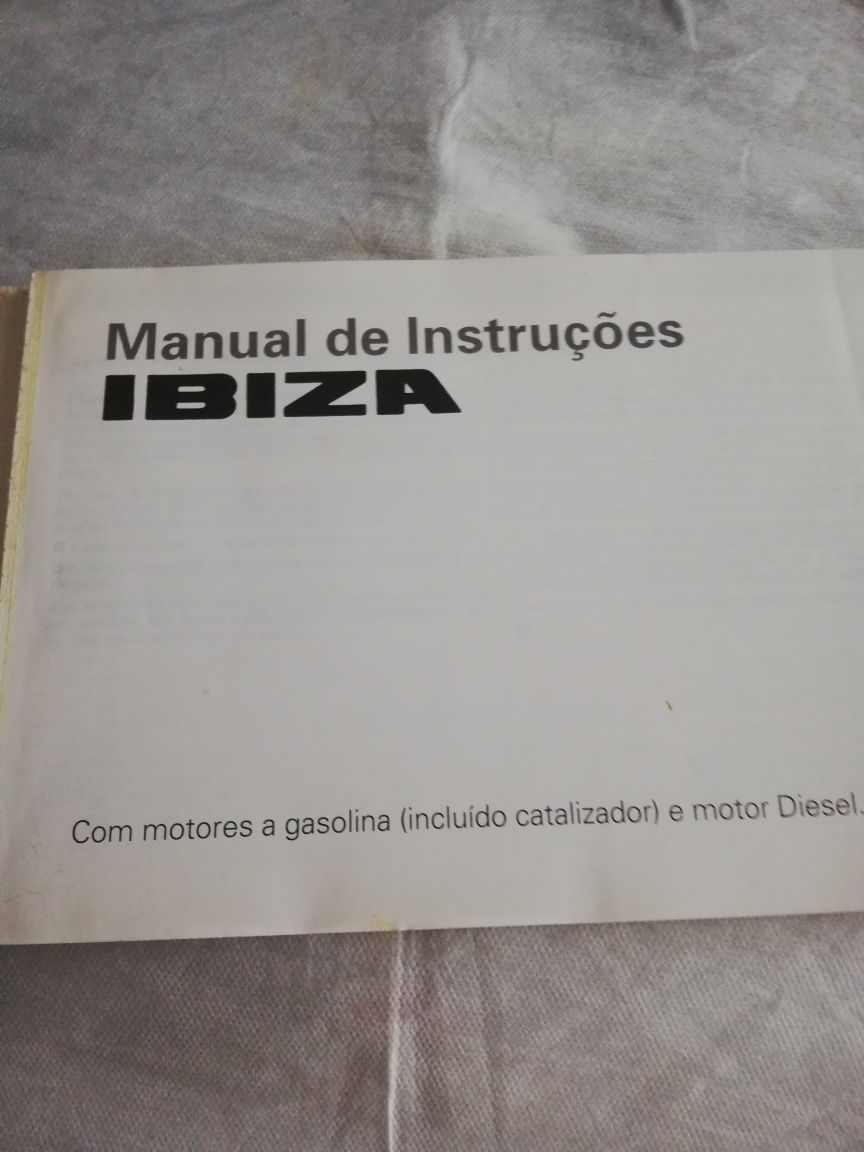 Manual de Instruções
IBIZA
Com motores a gasolina (incluído catalizador) e motor Diesel.